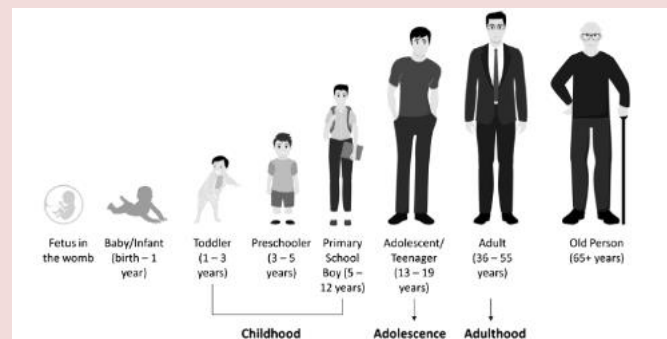 Fetus in
the womb
Baby/Infant
(birth – 1
year)
Toddler
(1 – 3
years)
Preschooler
(3 – 5
years)
Primary
School
Boy (5 –
12 years)
Adolescent/
Teenager
(13 – 19
years)
Adult
(36 – 55
years)
Old Person
(65+ years)
Childhood
Adolescence
Adulthood